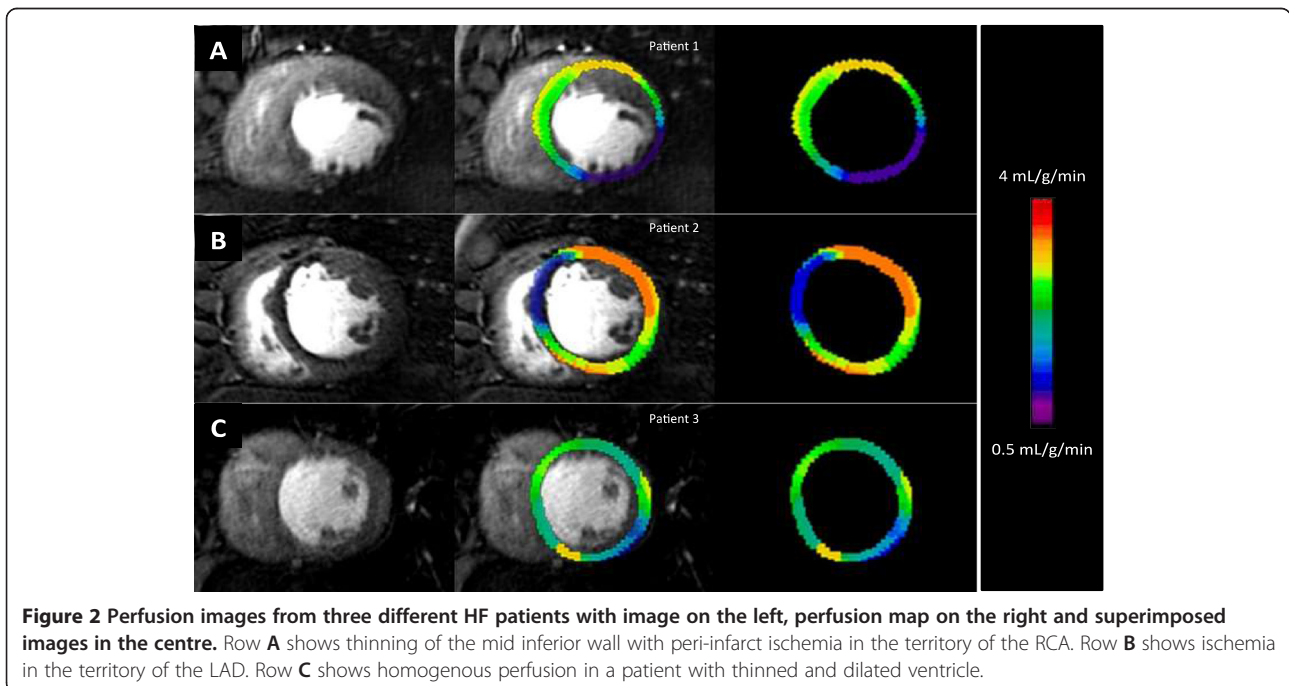 A
Patient 1
B
Patient 2
C
Patient 3
4 mL/g/min
0.5 mL/g/min
Figure 2 Perfusion images from three different HF patients with image on the left, perfusion map on the right and superimposed
images in the centre. Row A shows thinning of the mid inferior wall with peri-infarct ischemia in the territory of the RCA. Row B shows ischemia
in the territory of the LAD. Row C shows homogenous perfusion in a patient with thinned and dilated ventricle.